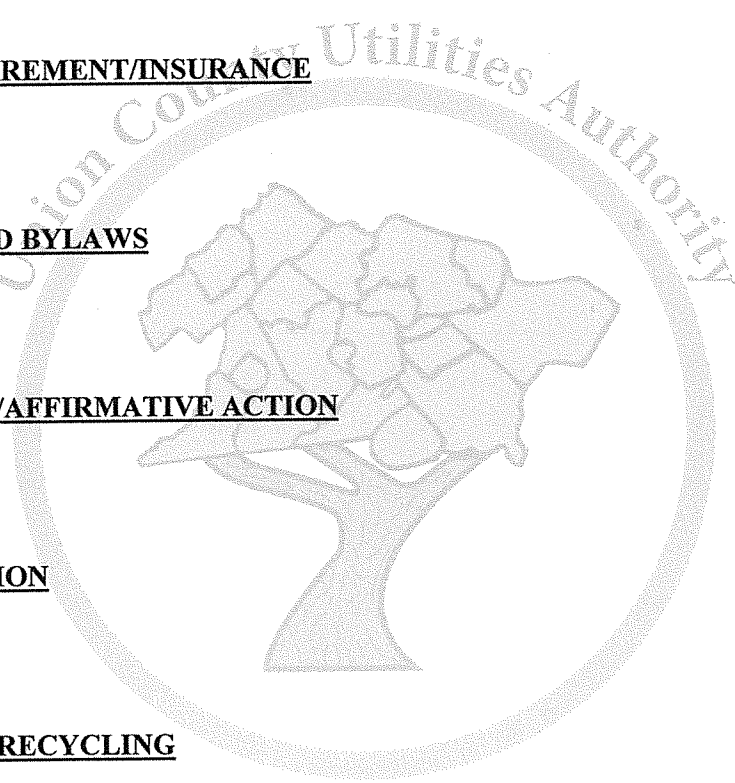 Union County Utilities Authority
REMENT/INSURANCE
D BYLAWS
/AFFIRMATIVE ACTION
ION
RECYCLING